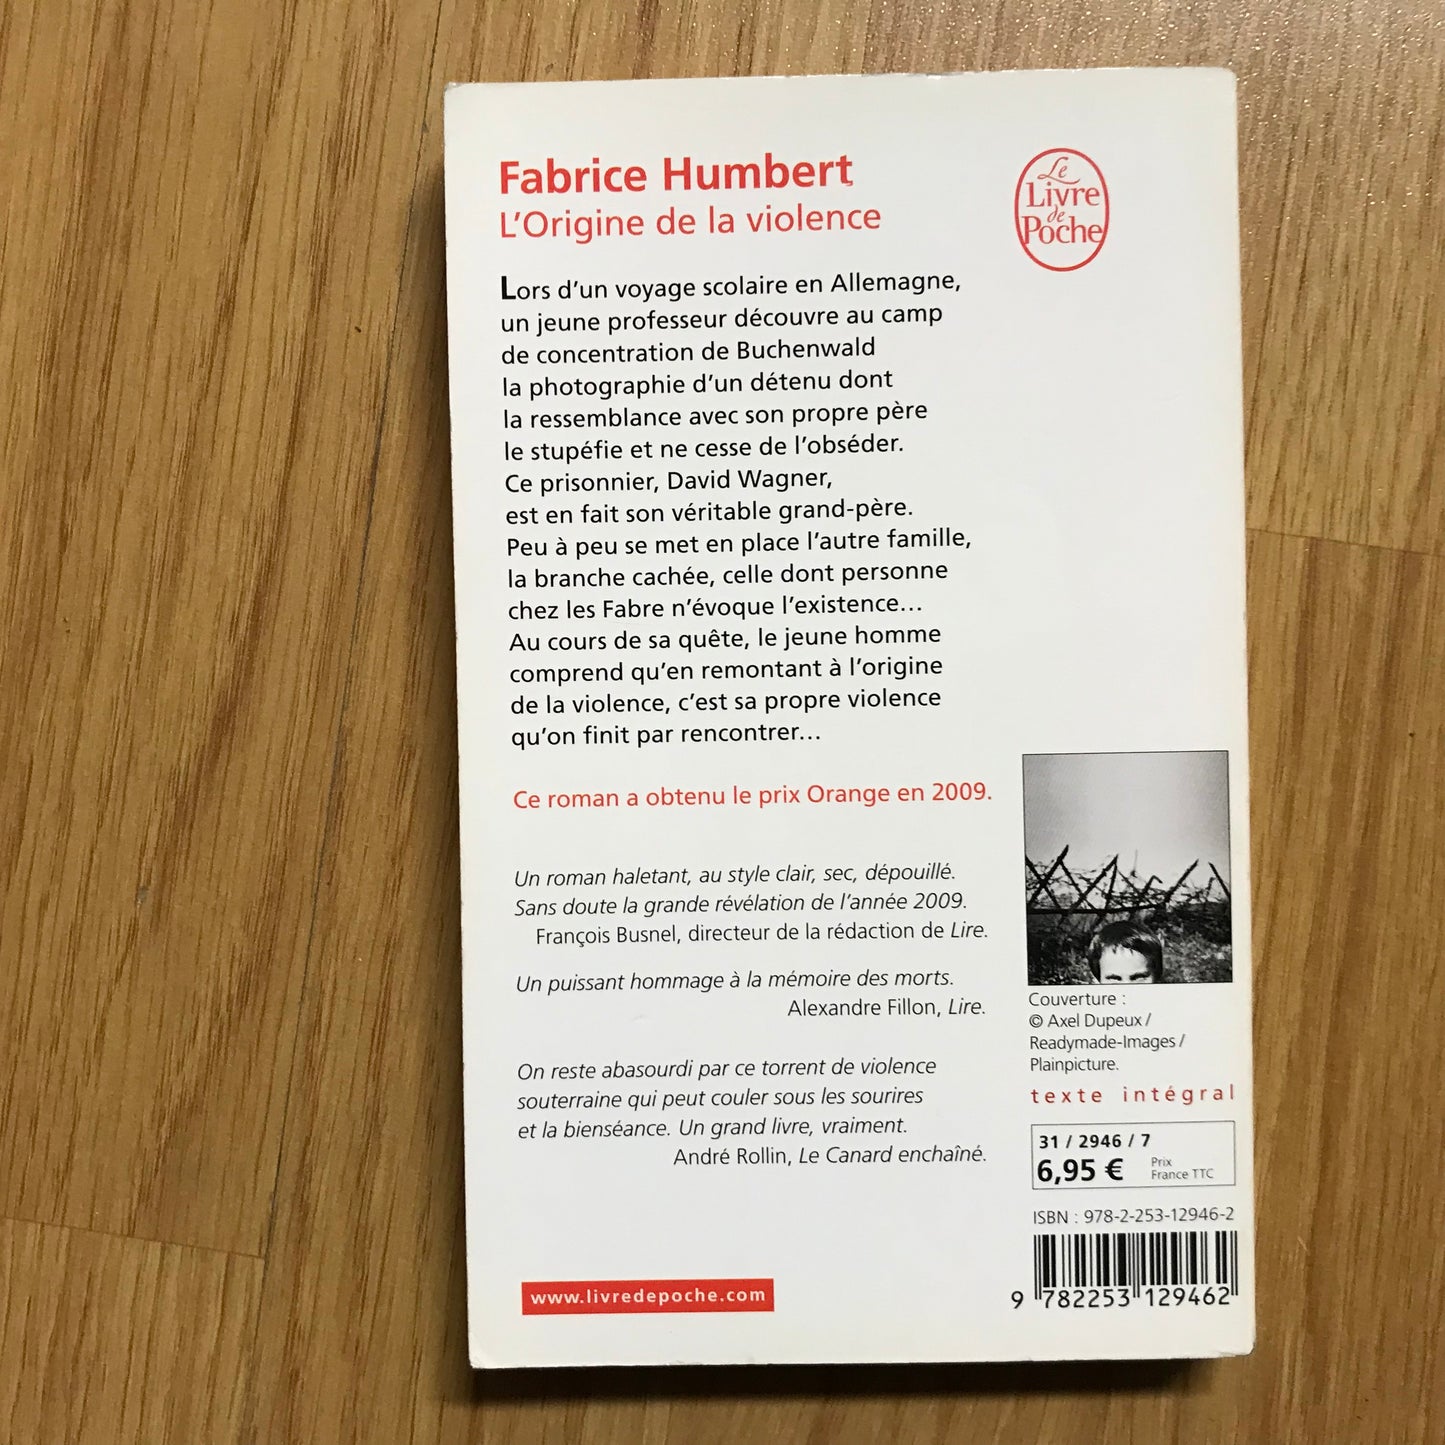 Fabrice Humbert
L'Origine de la violence
Le
Livre
de
Poche
Lors d'un voyage scolaire en Allemagne,
un jeune professeur découvre au camp
de concentration de Buchenwald
la photographie d'un détenu dont
la ressemblance avec son propre père
le stupéfie et ne cesse de l'obséder.
Ce prisonnier, David Wagner,
est en fait son véritable grand-père.
Peu à peu se met en place l'autre famille,
la branche cachée, celle dont personne
chez les Fabre n'évoque l'existence...
Au cours de sa quête, le jeune homme
comprend qu'en remontant à l'origine
de la violence, c'est sa propre violence
qu'on finit par rencontrer...
Ce roman a obtenu le prix Orange en 2009.
Un roman haletant, au style clair, sec, dépouillé.
Sans doute la grande révélation de l'année 2009.
François Busnel, directeur de la rédaction de Lire.
Un puissant hommage à la mémoire des morts.
Alexandre Fillon, Lire.
On reste abasourdi par ce torrent de violence
souterraine qui peut couler sous les sourires
et la bienséance. Un grand livre, vraiment.
André Rollin, Le Canard enchaîné.
www.livredepoche.com
Couverture :
© Axel Dupeux /
Readymade-Images /
Plainpicture.
texte intégral
31 / 2946 / 7
6,95 € Prix
France TTC
ISBN : 978-2-253-12946-2
9 782253 129462